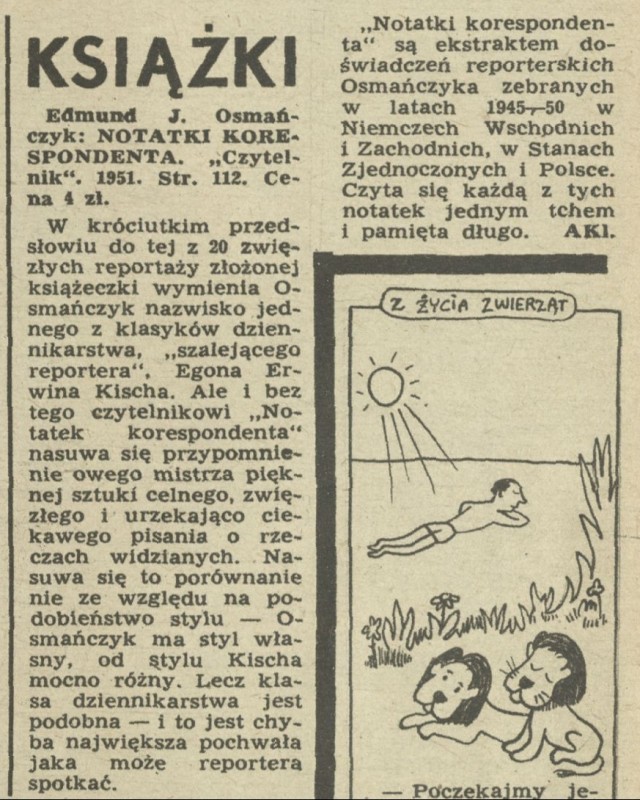 KSIĄŻKI
Edmund J. Osmań-
czyk: NOTATKI KORE-
SPONDENTA. „Czytel-
nik“. 1951. Str. 112. Ce-
na 4 zł.
W króciutkim przed-
słowiu do tej z 20 zwię-
złych reportaży złożonej
książeczki wymienia O-
smańczyk nazwisko jed-
nego z klasyków dzien-
nikarstwa, „szalejącego
reportera“, Egona Er-
wina Kischa. Ale i bez
tego czytelnikowi „No-
tatek korespondenta“
nasuwa się przypomnie-
nie owego mistrza pięk-
nej sztuki celnego, zwię-
złego i urzekająco cie-
kawego pisania o rze-
czach widzianych. Na-
suwa się to porównanie
nie ze względu na po-
dobieństwo stylu — O-
smańczyk ma styl wła-
sny, od stylu Kischa
mocno różny. Lecz kla-
sa dziennikarstwa jest
podobna — i to jest chy-
ba największa pochwała
jaka może reportera
spotkać.
„Notatki koresponden-
ta“ są ekstraktem do-
świadczeń reporterskich
Osmańczyka zebranych
w latach 1945—50 w
Niemczech Wschodnich
i Zachodnich, w Stanach
Zjednoczonych i Polsce.
Czyta się każdą z tych
notatek jednym tchem
i pamięta długo. AKI.
Z ŻYCIA ZWIERZĄT
— Poczekajmy je-